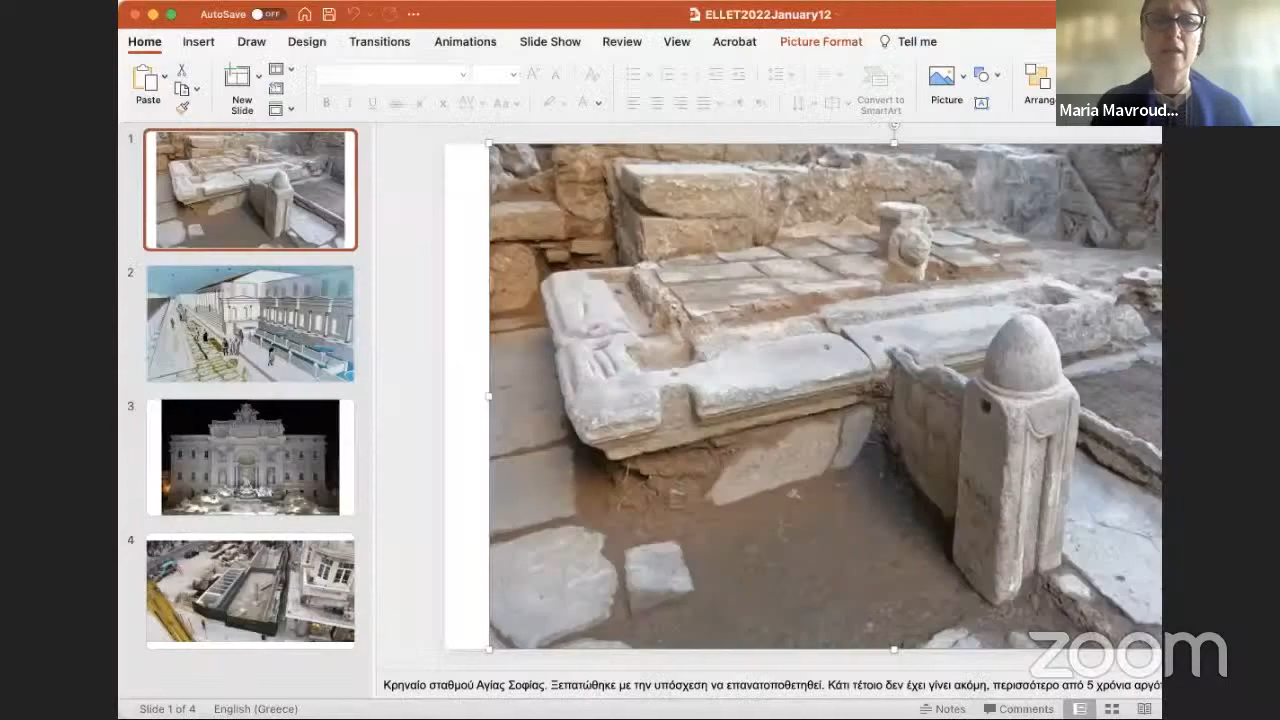 AutoSave OFF
ELLET2022January12
Home Insert Draw Design Transitions Animations Slide Show Review View Acrobat Picture Format Tell me
Paste
New
Slide
Convert to
SmartArt
Picture
Arrang
Maria Mavroud...
1
2
3
4
Κρηναίο σταθμού Αγίας Σοφίας. Ξεπατώθηκε με την υπόσχεση να επανατοποθετηθεί. Κάτι τέτοιο δεν έχει γίνει ακόμη, περισσότερο από 5 χρόνια αργότ
zoom
Slide 1 of 4 English (Greece) Notes Comments